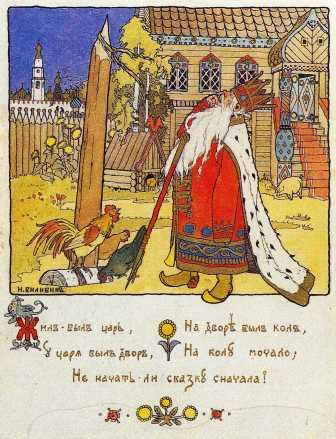 И.БИЛИБИНЪ
Жилъ-былъ царь,
У царя былъ дворъ,
На дворѣ былъ колъ,
На колу мочало;
Не начать-ли сказку сначала!